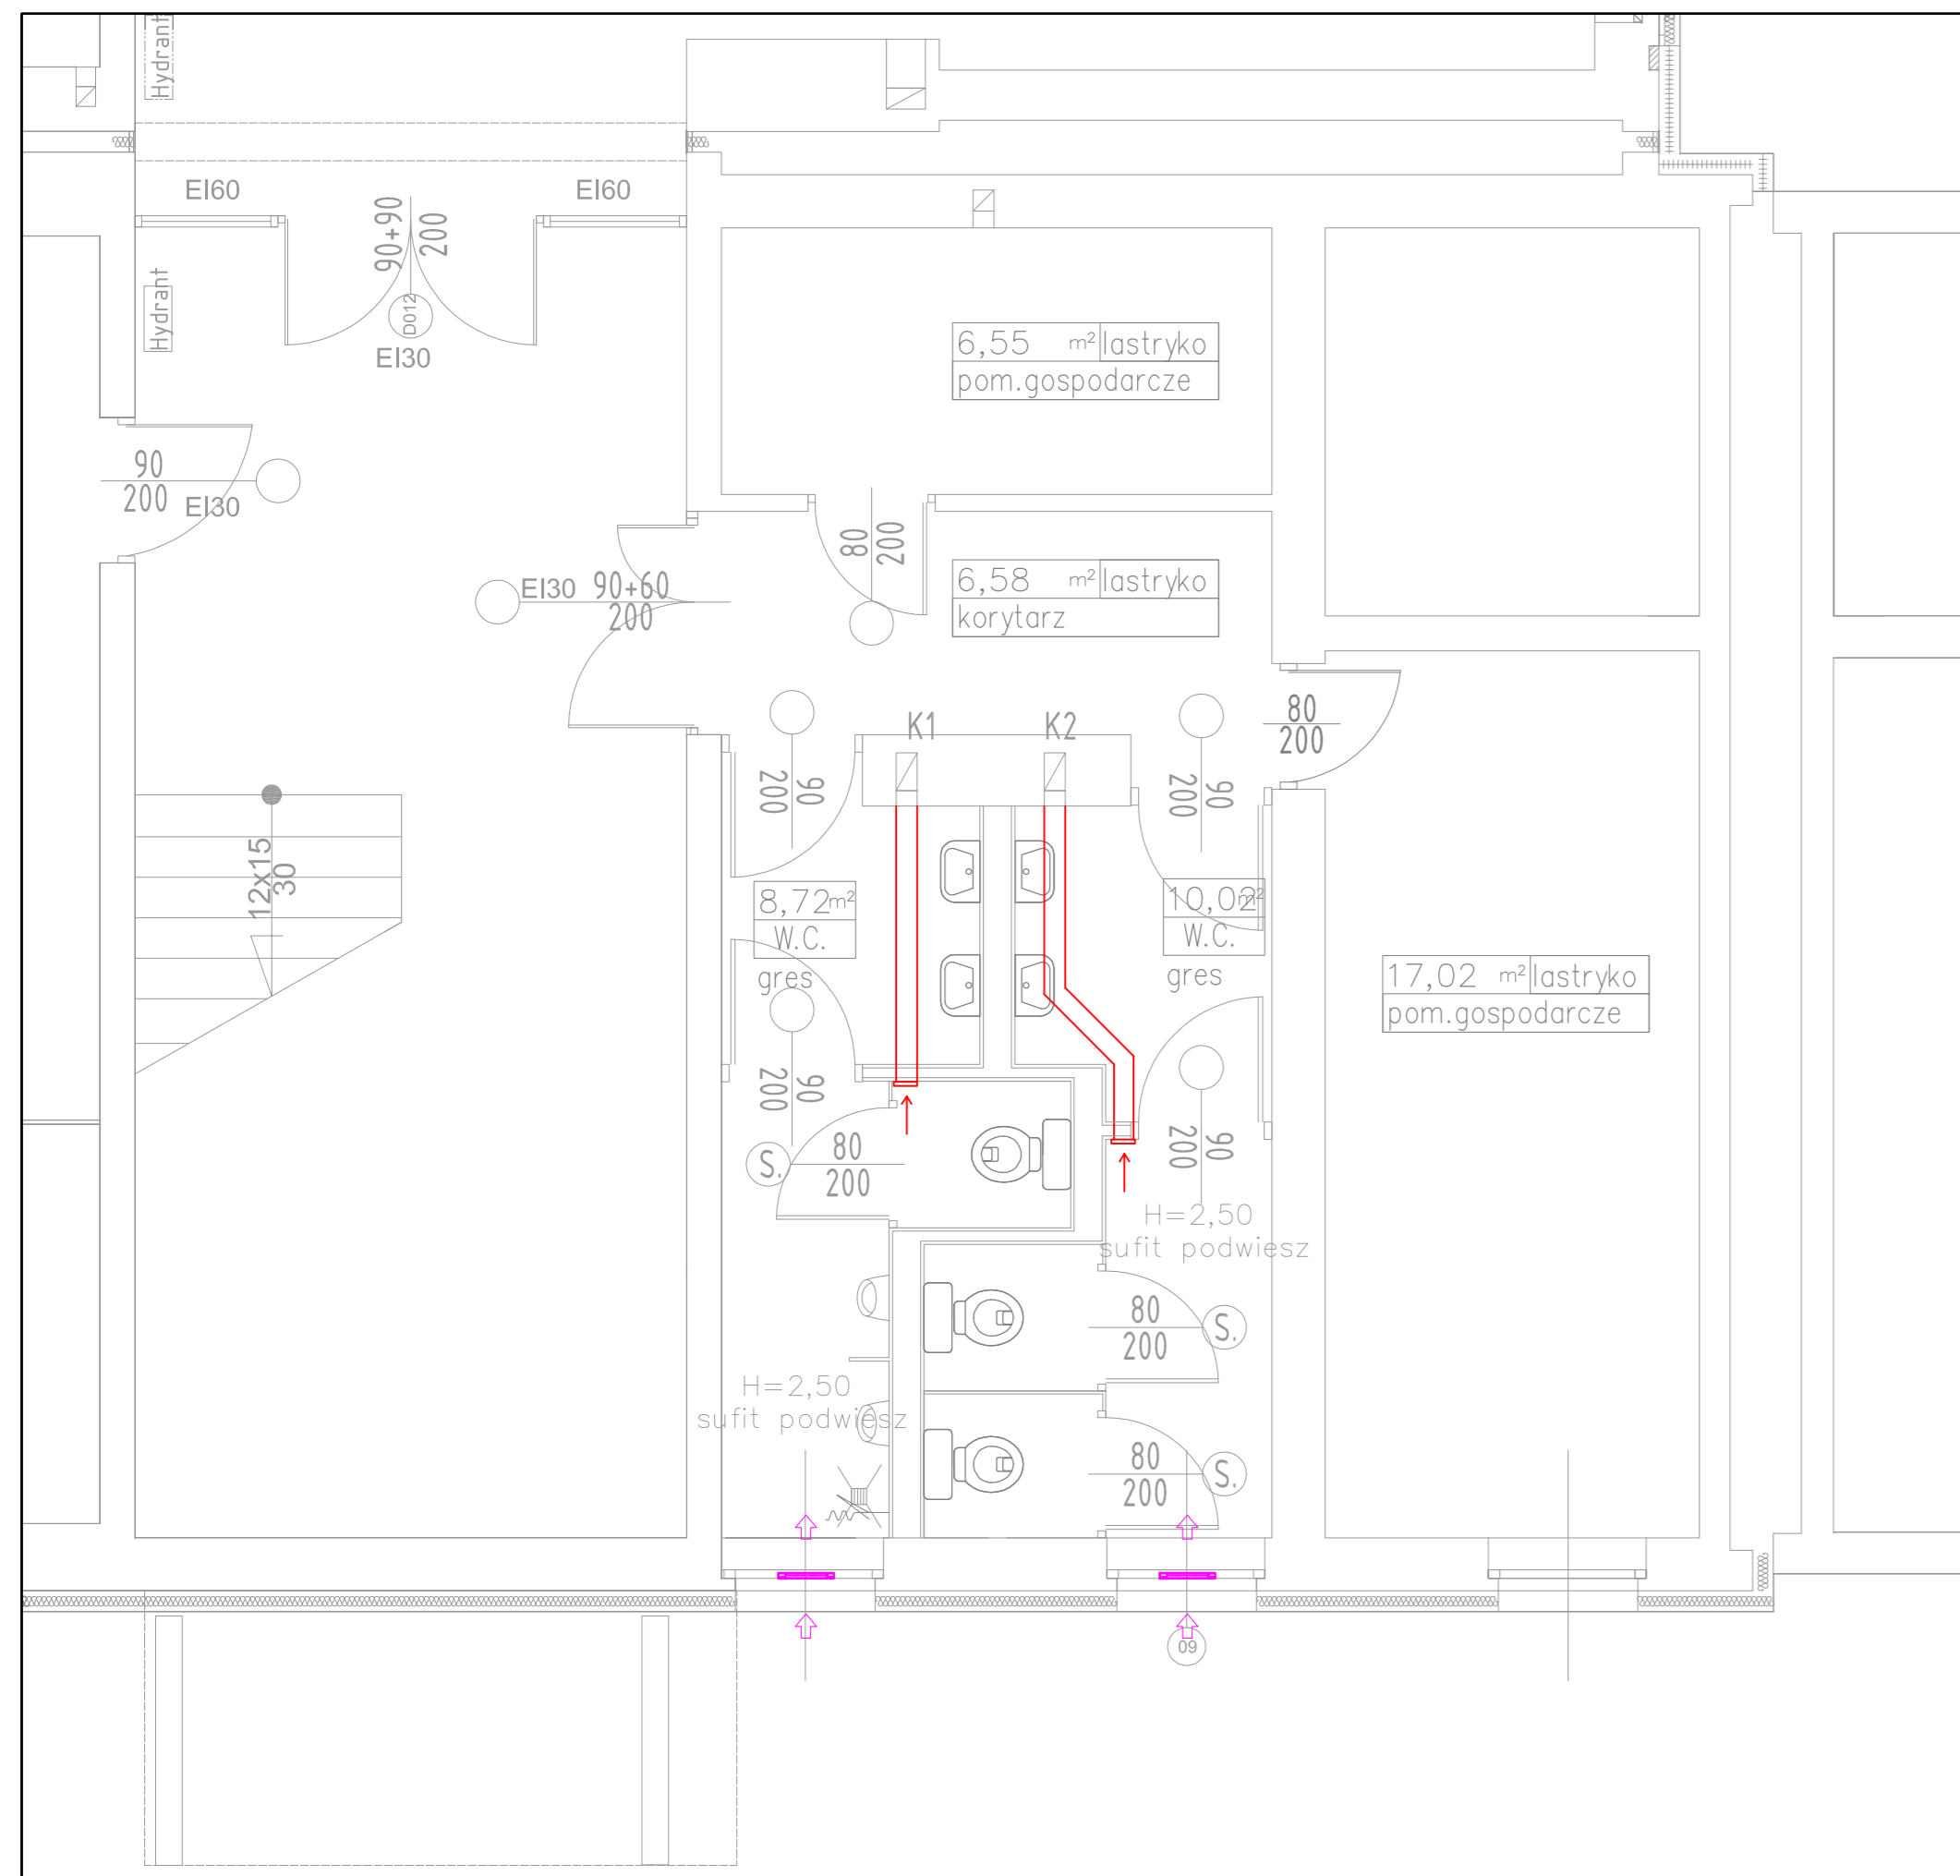 Hydrant
EI60
EI60
90+90
200
Hydrant
D012
EI30
6,55 m² lastryko
pom.gospodarcze
90
200
EI30
80
200
6,58 m² lastryko
korytarz
EI30
90+60
200
K1
K2
80
200
90
200
90
200
12x15
30
8,72m²
W.C.
gres
10,02m²
W.C.
gres
17,02 m² lastryko
pom.gospodarcze
90
200
90
200
S.
80
200
H=2,50
sufit podwiesz
80
200
S.
H=2,50
sufit podwiesz
80
200
S.
09